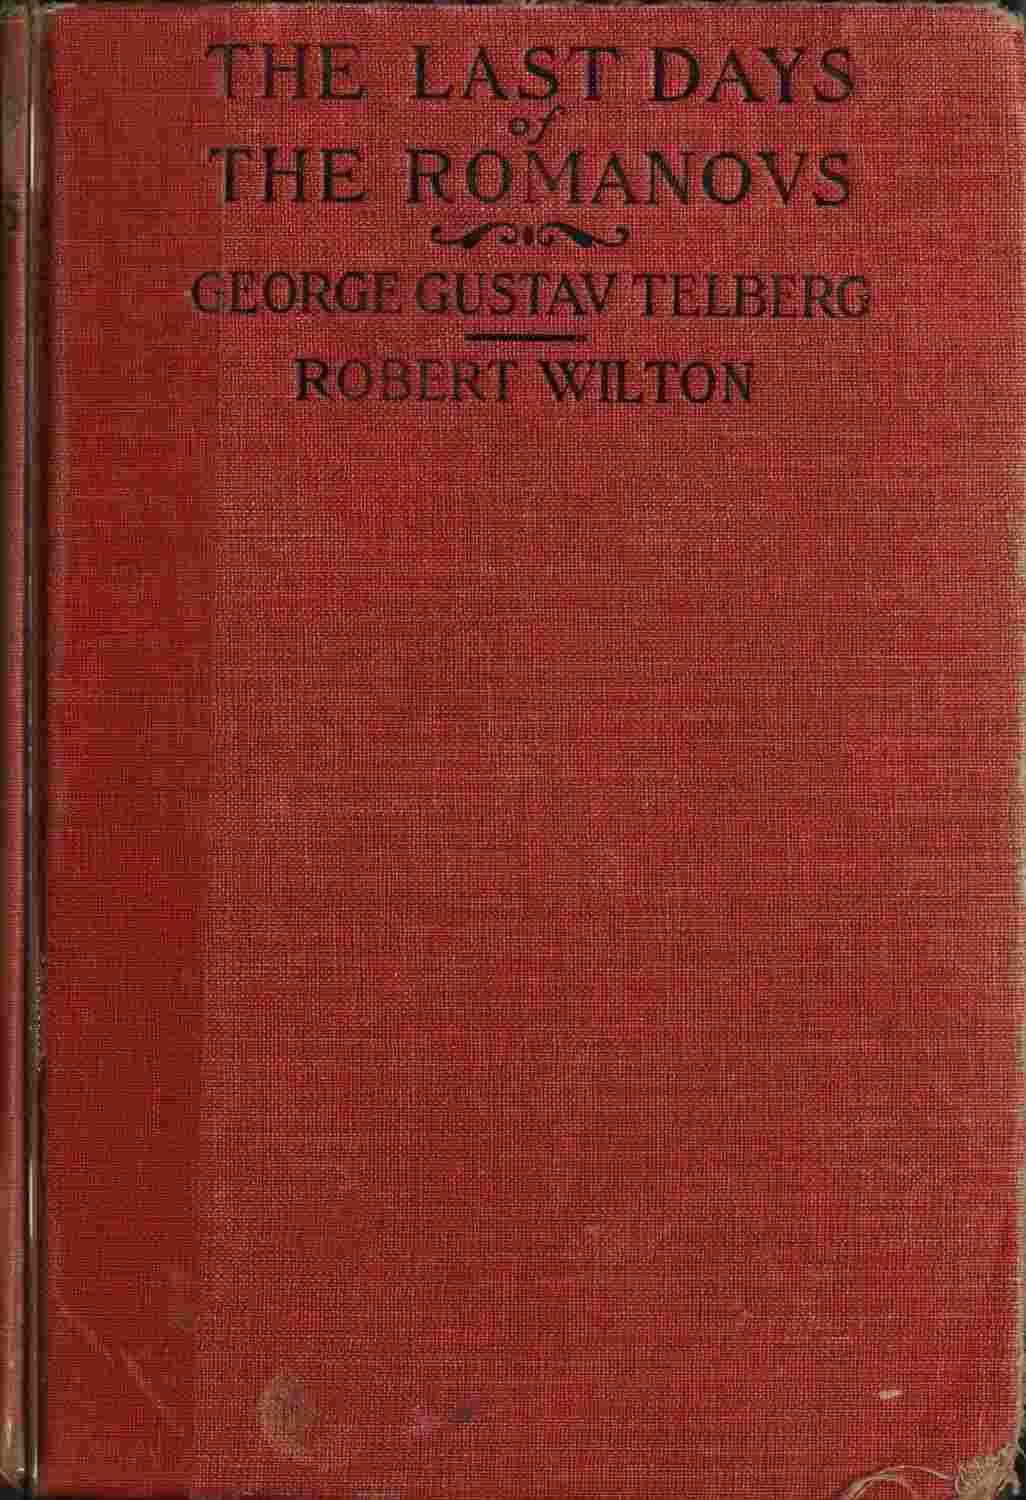 THE LAST DAYS
of
THE ROMANOVS
GEORGE GUSTAV TELBERG
ROBERT WILTON